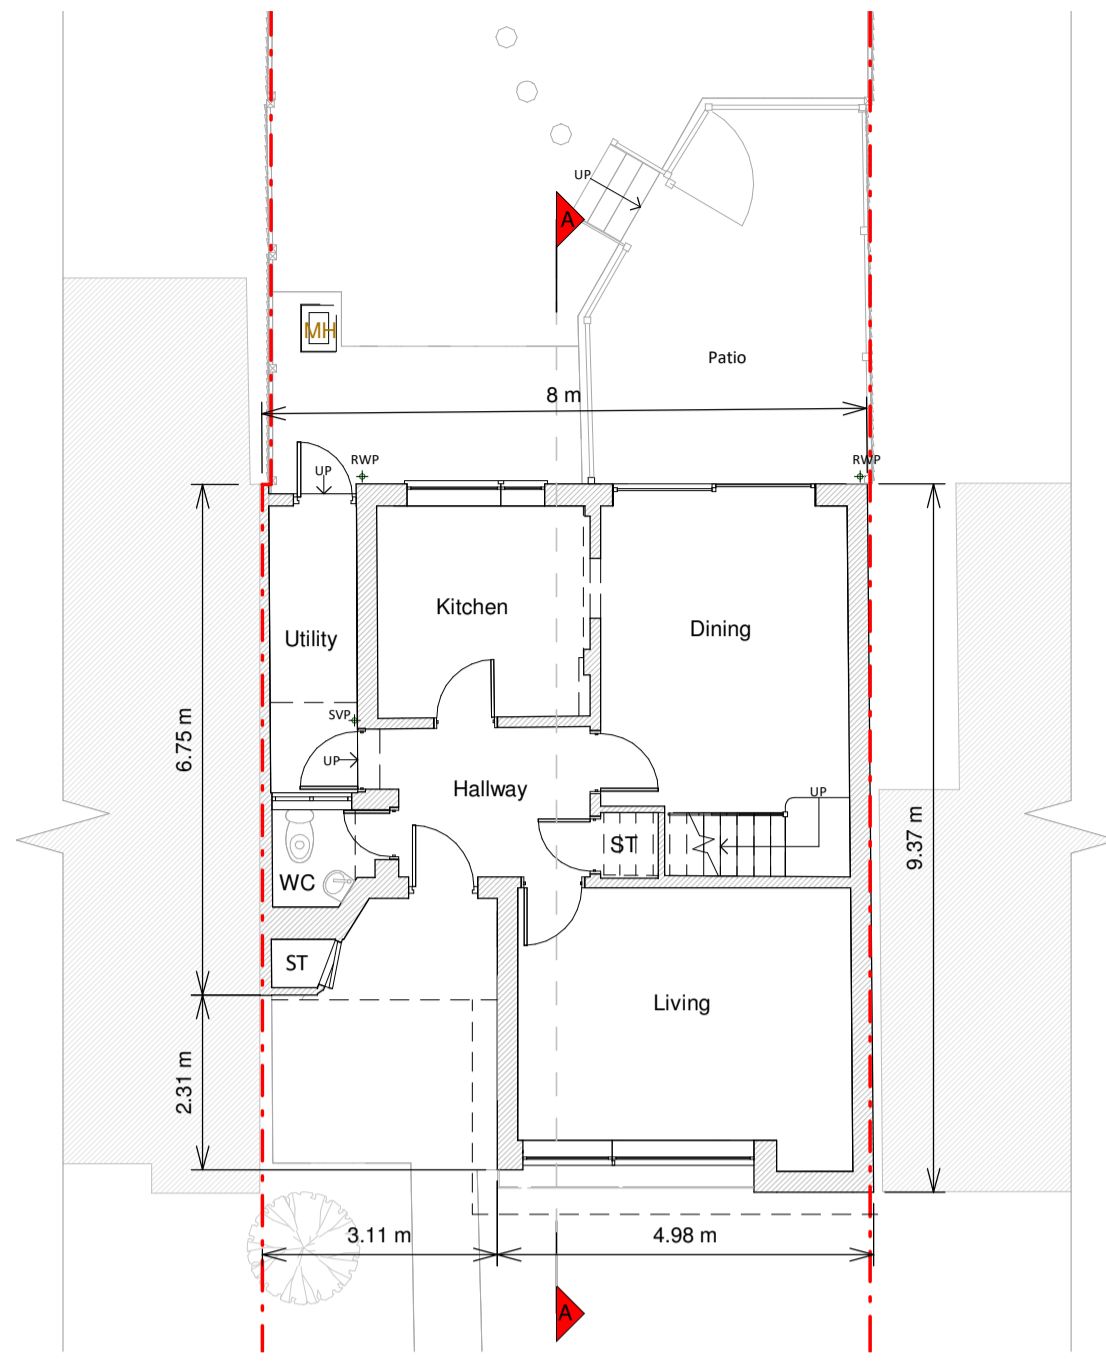 UP
A
MH
Patio
8 m
RWP
UP
RWP
Kitchen
Utility
Dining
SVP
6.75 m
UP
Hallway
UP
9.37 m
ST
WC
ST
Living
2.31 m
3.11 m
4.98 m
A